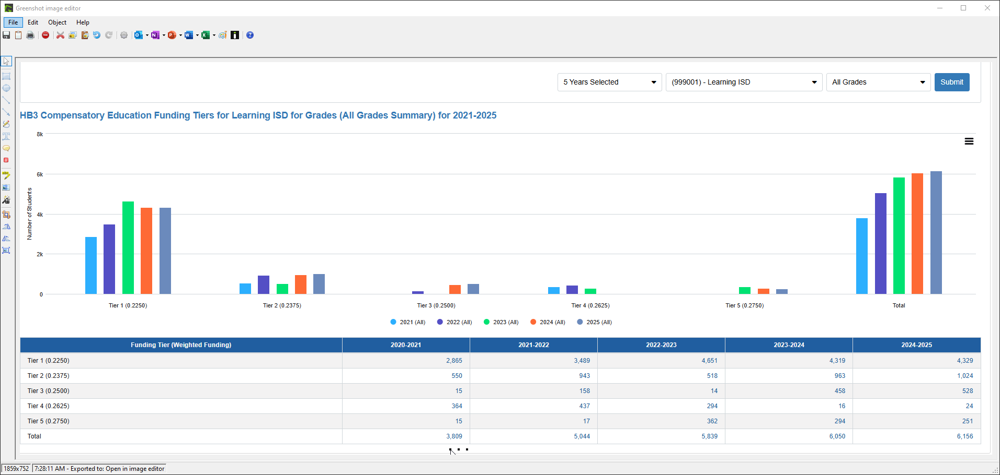 Greenshot image editor
File Edit Object Help
5 Years Selected (999001) - Learning ISD All Grades Submit
HB3 Compensatory Education Funding Tiers for Learning ISD for Grades (All Grades Summary) for 2021-2025
8k
6k
4k
2k
0
Number of Students
Tier 1 (0.2250) Tier 2 (0.2375) Tier 3 (0.2500) Tier 4 (0.2625) Tier 5 (0.2750) Total
2021 (All) 2022 (All) 2023 (All) 2024 (All) 2025 (All)
Funding Tier (Weighted Funding) 2020-2021 2021-2022 2022-2023 2023-2024 2024-2025
Tier 1 (0.2250) 2,865 3,489 4,651 4,319 4,329
Tier 2 (0.2375) 550 943 518 963 1,024
Tier 3 (0.2500) 15 158 14 458 528
Tier 4 (0.2625) 364 437 294 16 24
Tier 5 (0.2750) 15 17 362 294 251
Total 3,809 5,044 5,839 6,050 6,156
1859x752 7:28:11 AM - Exported to: Open in image editor